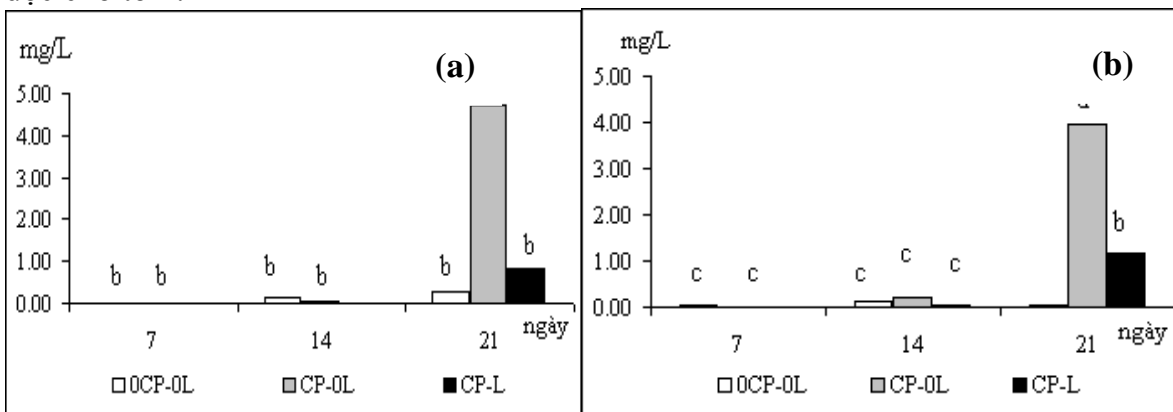 mg/L
(a)
5.00
4.00
3.00
2.00
1.00
0.00
b b b b b b
7 14 21 ngày
0CP-0L CP-0L CP-L
mg/L
(b)
5.00
4.00
3.00
2.00
1.00
0.00
c c c c c b
7 14 21 ngày
0CP-0L CP-0L CP-L